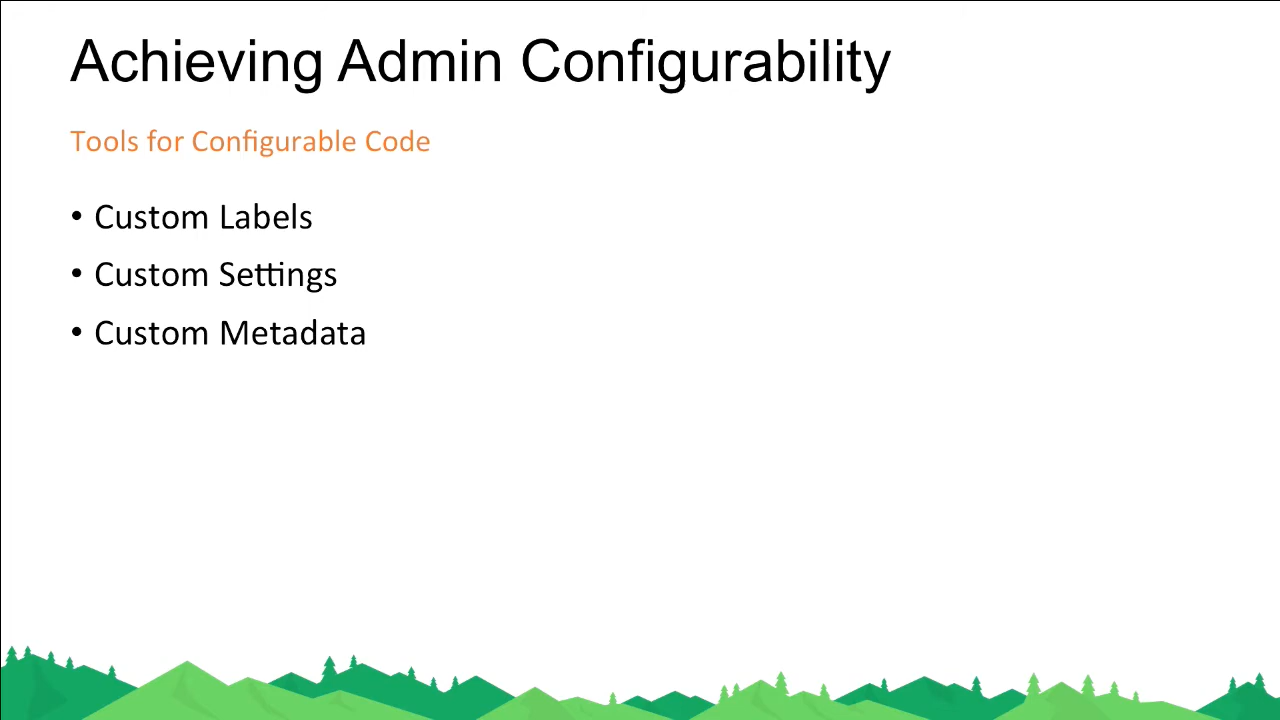 Achieving Admin Configurability
Tools for Configurable Code
• Custom Labels
• Custom Settings
• Custom Metadata